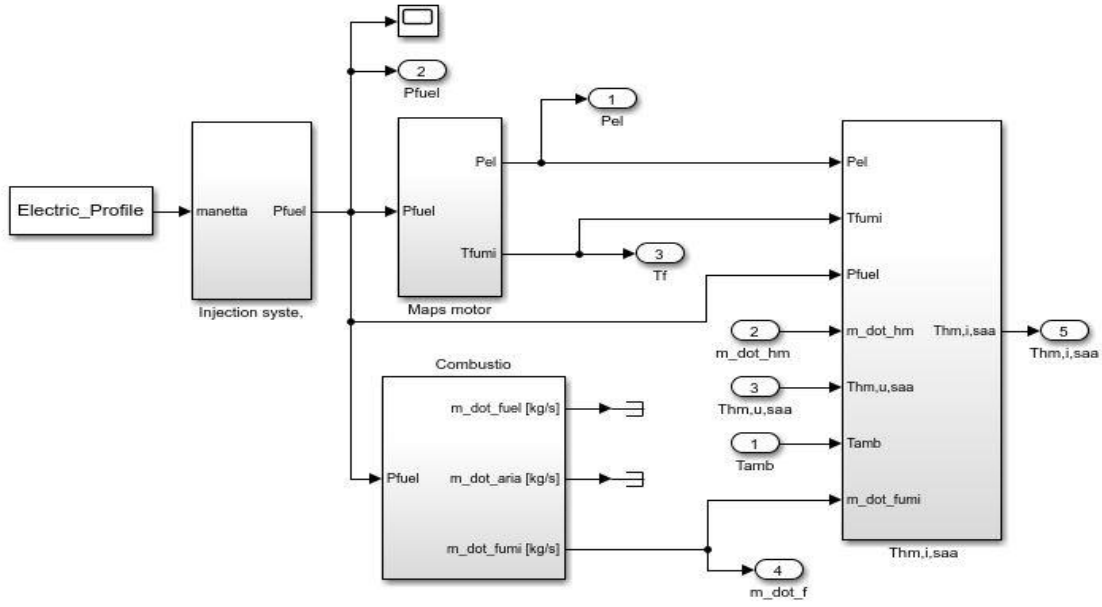 2
Pfuel
1
Pel
Electric_Profile
manetta
Pfuel
Injection syste,
Pfuel
Pel
Tfumi
Maps motor
3
Tf
Pel
Tfumi
Pfuel
m_dot_hm
Thm,u,saa
Tamb
m_dot_fumi
Thm,i,saa
Thm,i,saa
5
Thm,i,saa
2
m_dot_hm
3
Thm,u,saa
1
Tamb
Combustio
Pfuel
m_dot_fuel [kg/s]
m_dot_aria [kg/s]
m_dot_fumi [kg/s]
4
m_dot_f